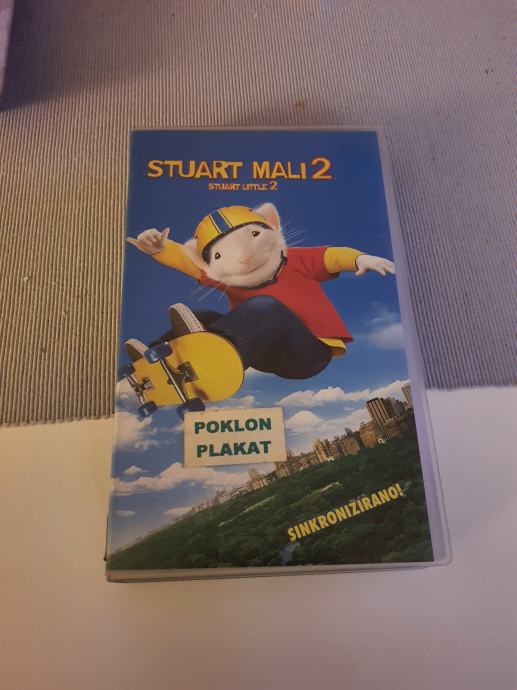 STUART MALI 2
STUART LITTLE 2
POKLON
PLAKAT
SINKRONIZIRANO!